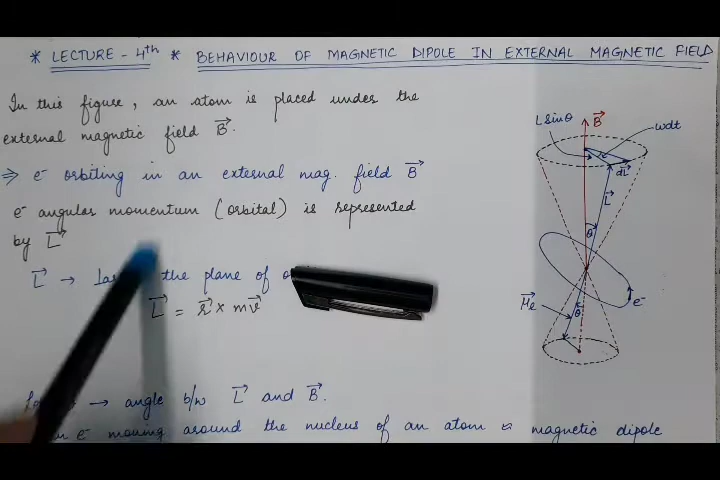 * LECTURE - 4th * BEHAVIOUR OF MAGNETIC DIPOLE IN EXTERNAL MAGNETIC FIELD
In this figure, an atom is placed under the
external magnetic field B⃗.
⇒ e⁻ orbiting in an external mag. field B⃗
e⁻ angular momentum (orbital) is represented
by L⃗
L⃗ → the plane of
L⃗ = r⃗ × mv⃗
→ angle b/w L⃗ and B⃗.
e⁻ moving around the nucleus of an atom ≈ magnetic dipole
L sinθ
B⃗
ωdt
dL⃗
L⃗
θ
μ⃗e
θ
e⁻